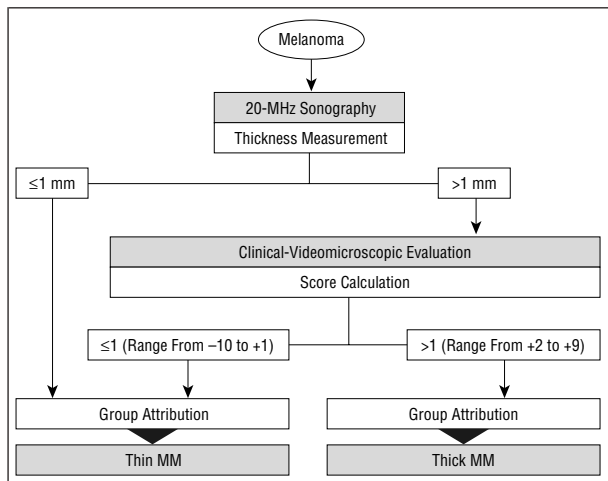 Melanoma
20-MHz Sonography
Thickness Measurement
≤1 mm
>1 mm
Clinical-Videomicroscopic Evaluation
Score Calculation
≤1 (Range From –10 to +1)
>1 (Range From +2 to +9)
Group Attribution
Group Attribution
Thin MM
Thick MM